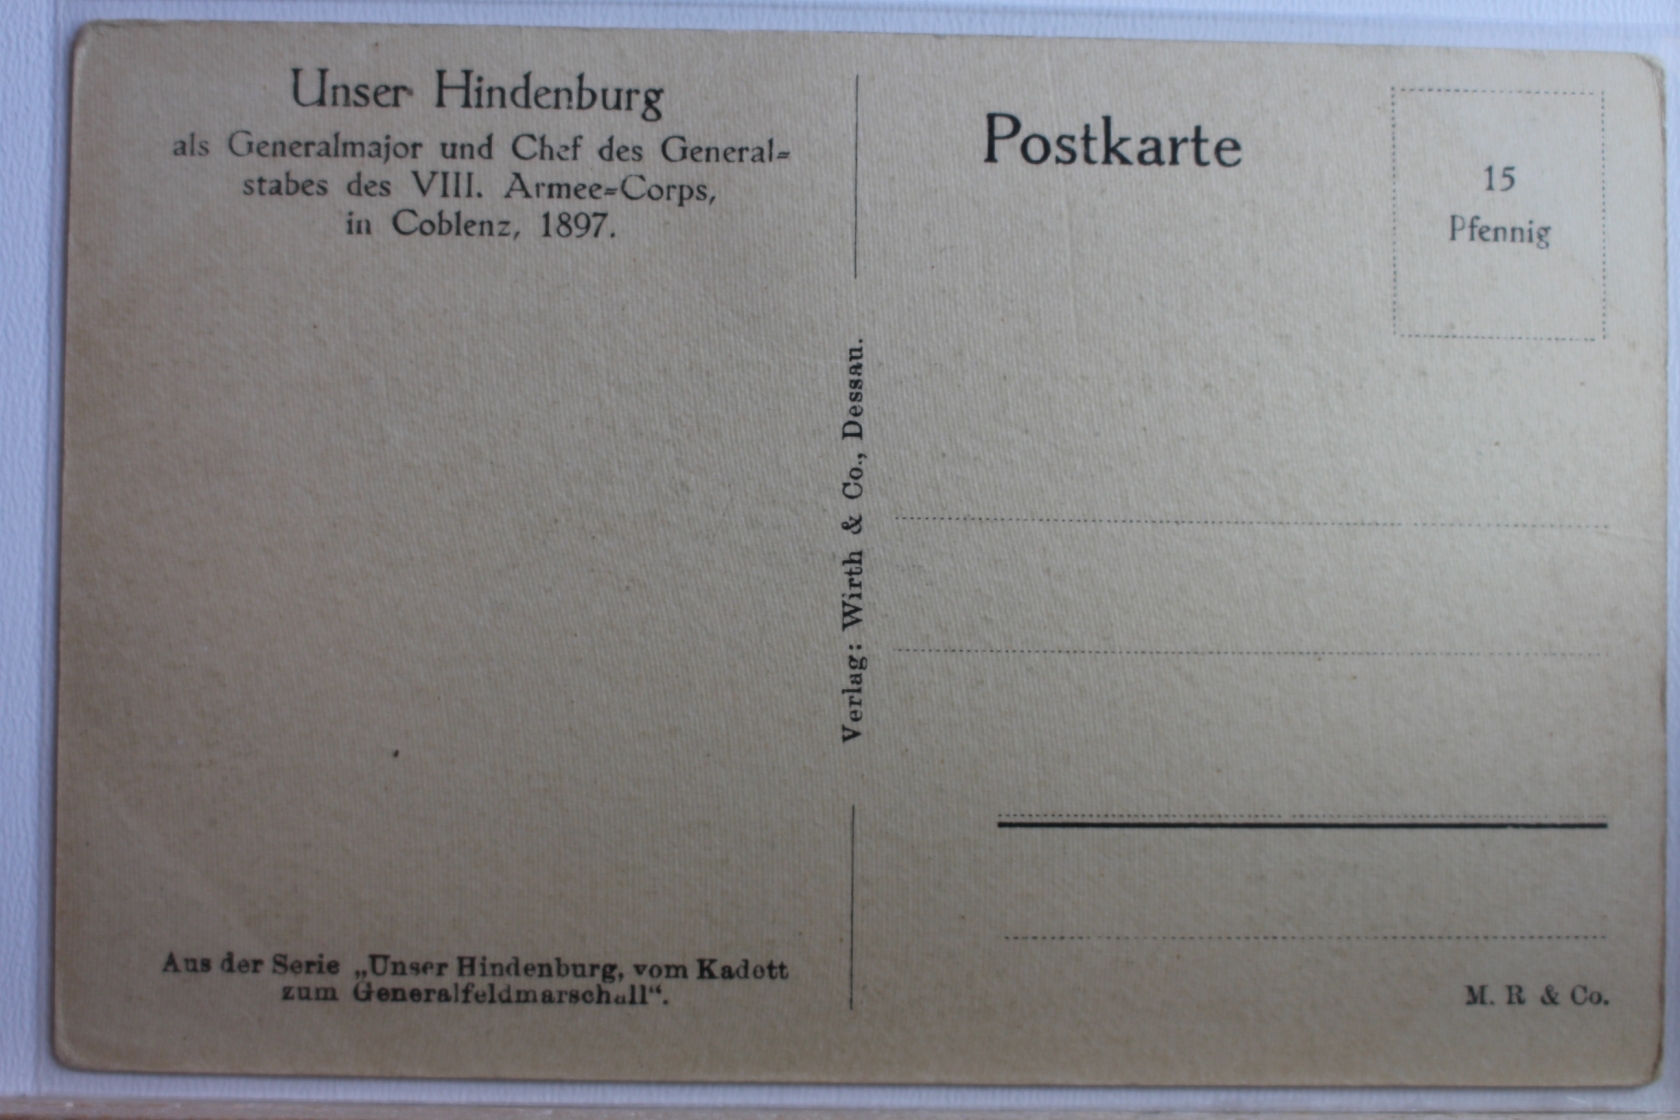 Unser Hindenburg
als Generalmajor und Chef des General=
stabes des VIII. Armee=Corps,
in Coblenz, 1897.
Aus der Serie „Unser Hindenburg, vom Kadett
zum Generalfeldmarschall“.
Verlag: Wirth & Co., Dessau.
Postkarte
15
Pfennig
M. R & Co.